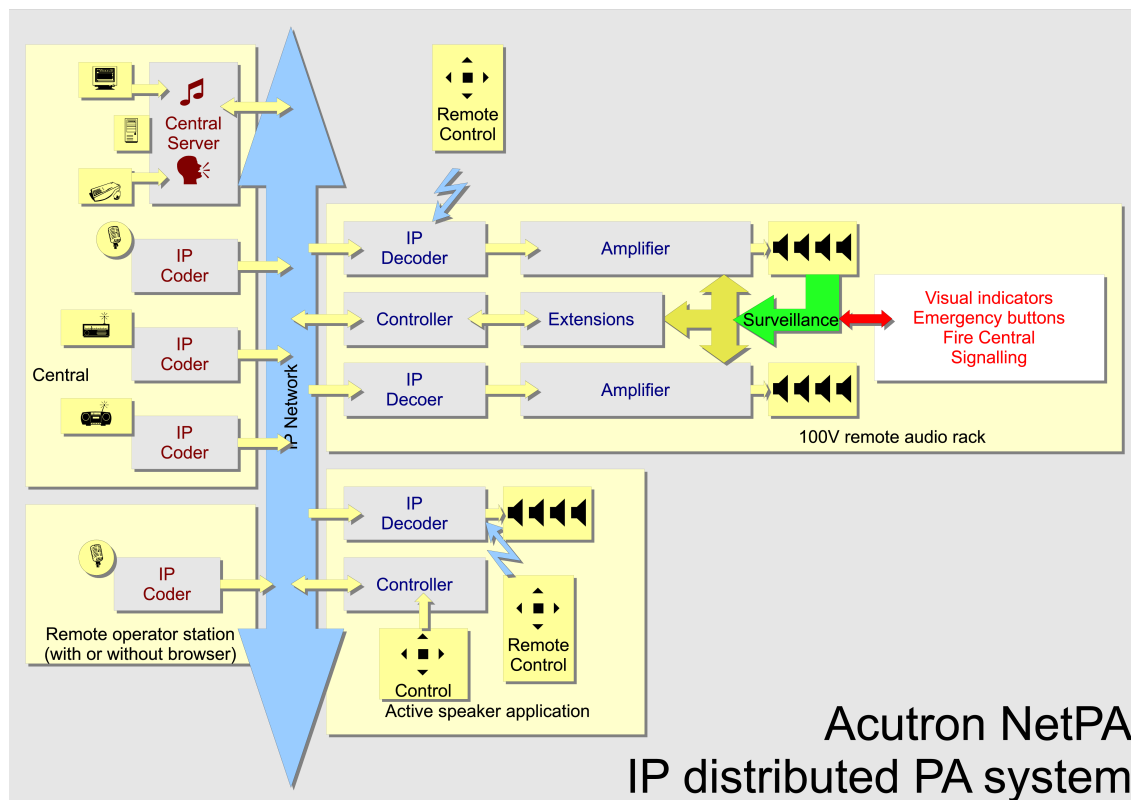 Central
Server
IP
Coder
IP
Coder
Central
IP
Coder
IP
Coder
Remote operator station
(with or without browser)
IP Network
Remote
Control
IP
Decoder
Amplifier
Controller
Extensions
Surveillance
Visual indicators
Emergency buttons
Fire Central
Signalling
IP
Decoer
Amplifier
100V remote audio rack
IP
Decoder
Controller
Remote
Control
Control
Active speaker application
Acutron NetPA
IP distributed PA system